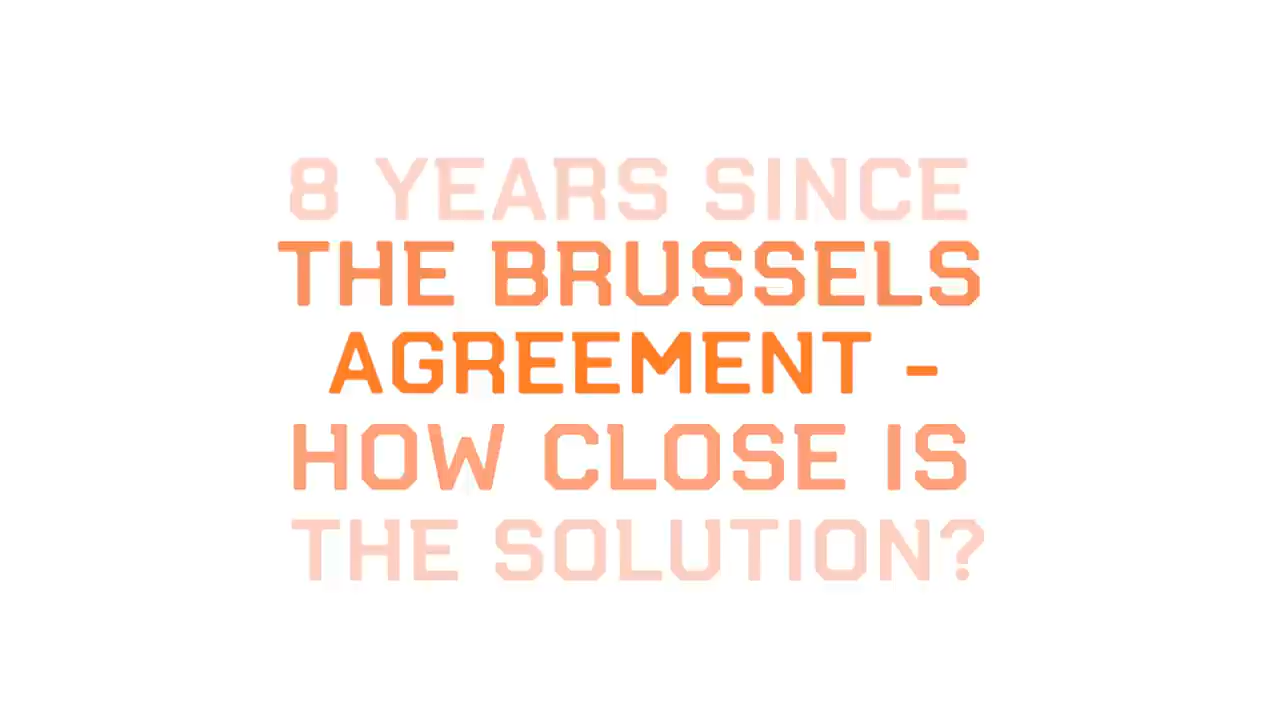 8 YEARS SINCE
THE BRUSSELS
AGREEMENT -
HOW CLOSE IS
THE SOLUTION?